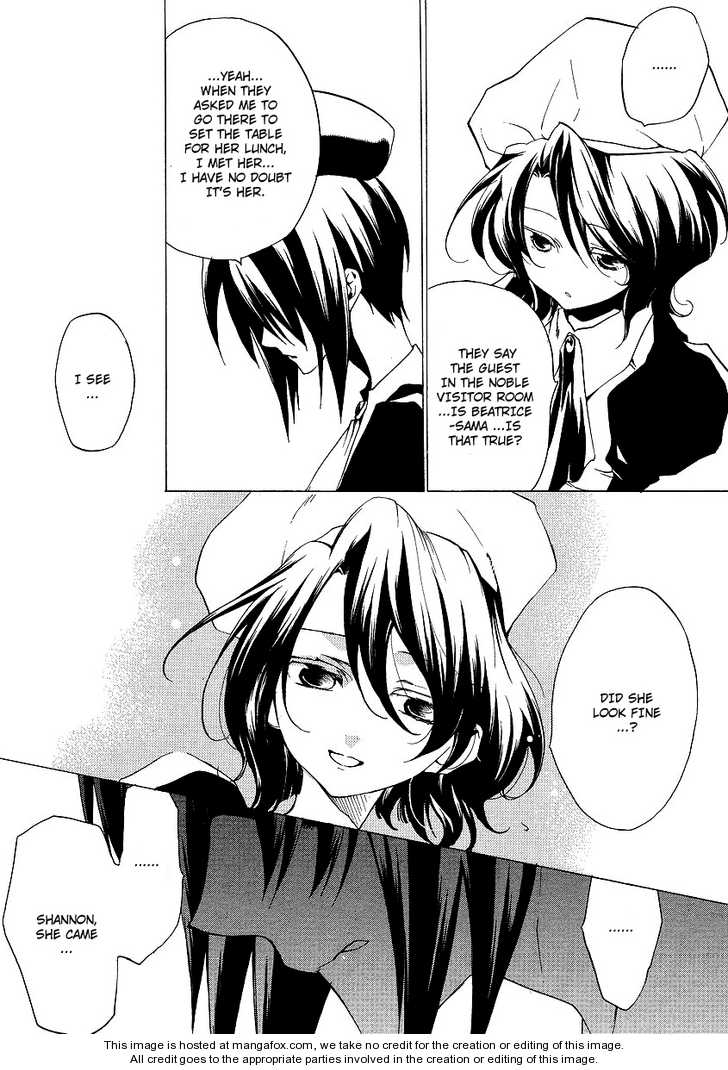 ......
THEY SAY
THE GUEST
IN THE NOBLE
VISITOR ROOM
...IS BEATRICE
-SAMA ...IS
THAT TRUE?
...YEAH...
WHEN THEY
ASKED ME TO
GO THERE TO
SET THE TABLE
FOR HER LUNCH,
I MET HER...
I HAVE NO DOUBT
IT'S HER.
I SEE
...
DID SHE
LOOK FINE
...?
......
......
SHANNON,
SHE CAME
...
This image is hosted at mangafox.com, we take no credit for the creation or editing of this image.
All credit goes to the appropriate parties involved in the creation or editing of this image.